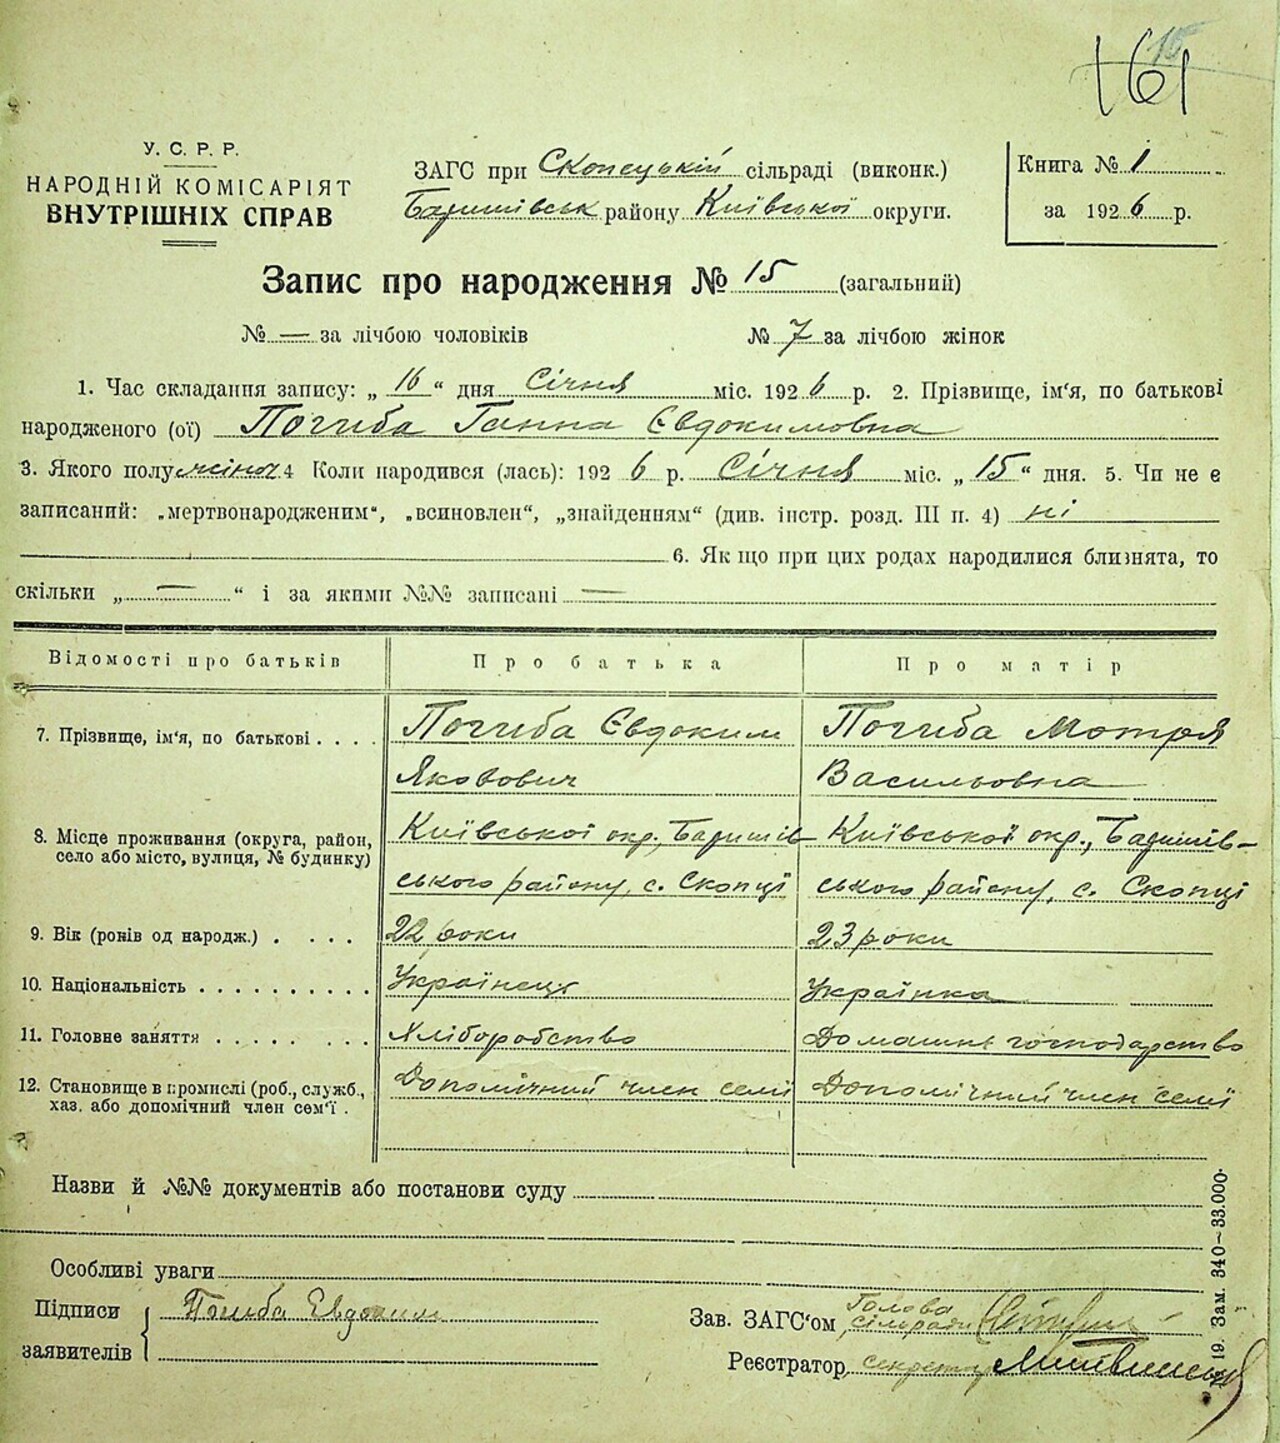 15
161
У. С. Р. Р.
НАРОДНІЙ КОМІСАРІЯТ
ВНУТРІШНІХ СПРАВ
ЗАГС при Скопецькій сільраді (виконк.)
Баришівськ району Київської округи.
Книга № 1
за 1926 р.
Запис про народження № 15 (загальний)
№ — за лічбою чоловіків № 7 за лічбою жінок
1. Час складання запису: „ 16 “ дня Січня міс. 1926 р. 2. Прізвище, ім'я, по батькові
народженого (ої) Погиба Ганна Євдокимовна
3. Якого полу жіноч. 4 Коли народився (лась): 1926 р. Січня міс. „ 15 “ дня. 5. Чи не є
записаний: „мертвонародженим“, „всиновлен“, „знайденням“ (див. інстр. розд. III п. 4) ні
6. Як що при цих родах народилися близнята, то
скільки „ — “ і за якими №№ записані —
Відомості про батьків Про батька Про матір
7. Прізвище, ім'я, по батькові . . . . Погиба Євдоким Погиба Мотря
Яковович Васильовна
8. Місце проживання (округа, район, село або місто, вулиця, № будинку) Київської окр., Баришів Київської окр., Баришів-
ського району, с. Скопці ського району, с. Скопці
9. Вік (років од народж.) . . . . 22 роки 23 роки
10. Національність . . . . . . . . . . Українець Українка
11. Головне заняття . . . . . . . . Хліборобство Домашнє господарство
12. Становище в промислі (роб., служб., хаз. або допомічний член сем'ї . Допомічний член семї Допомічний член семї
Назви й №№ документів або постанови суду
Особливі уваги
Підписи заявителів Погиба Євдоким
Зав. ЗАГС'ом Голова сільради
Реєстратор секретар
19. Зам. 340—33.000.